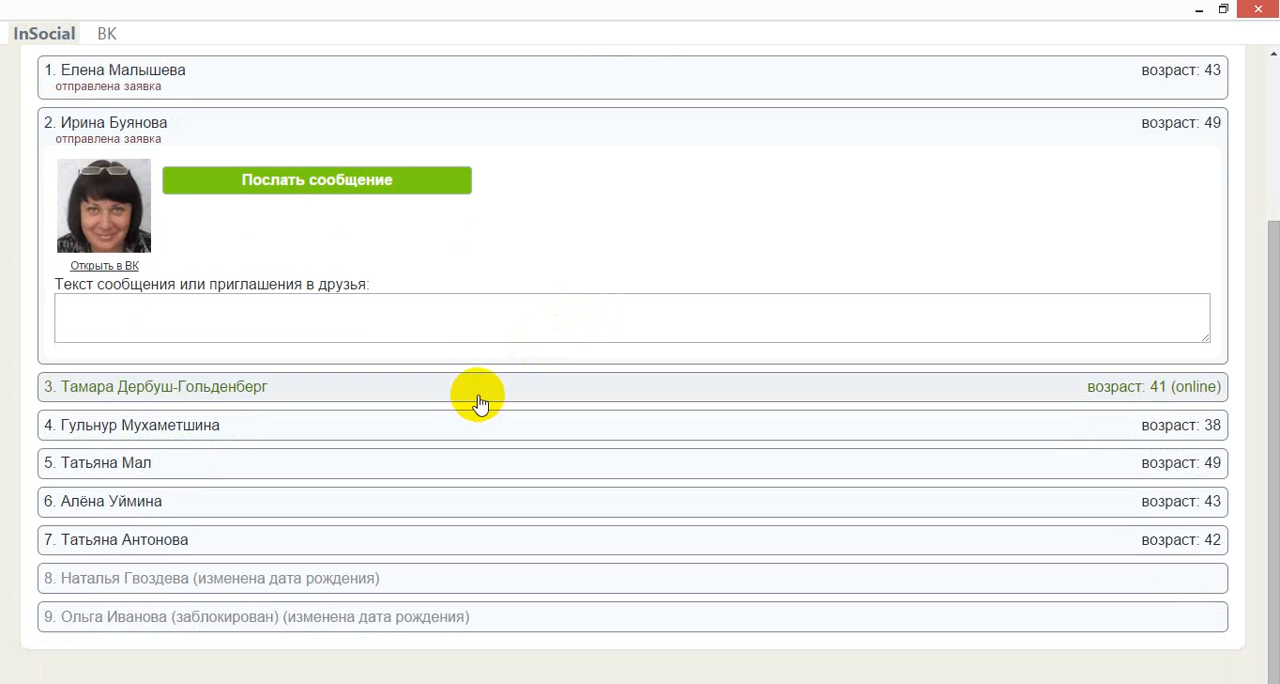 InSocial ВК
1. Елена Малышева возраст: 43
отправлена заявка
2. Ирина Буянова возраст: 49
отправлена заявка
Послать сообщение
Открыть в ВК
Текст сообщения или приглашения в друзья:
3. Тамара Дербуш-Гольденберг возраст: 41 (online)
4. Гульнур Мухаметшина возраст: 38
5. Татьяна Мал возраст: 49
6. Алёна Уймина возраст: 43
7. Татьяна Антонова возраст: 42
8. Наталья Гвоздева (изменена дата рождения)
9. Ольга Иванова (заблокирован) (изменена дата рождения)